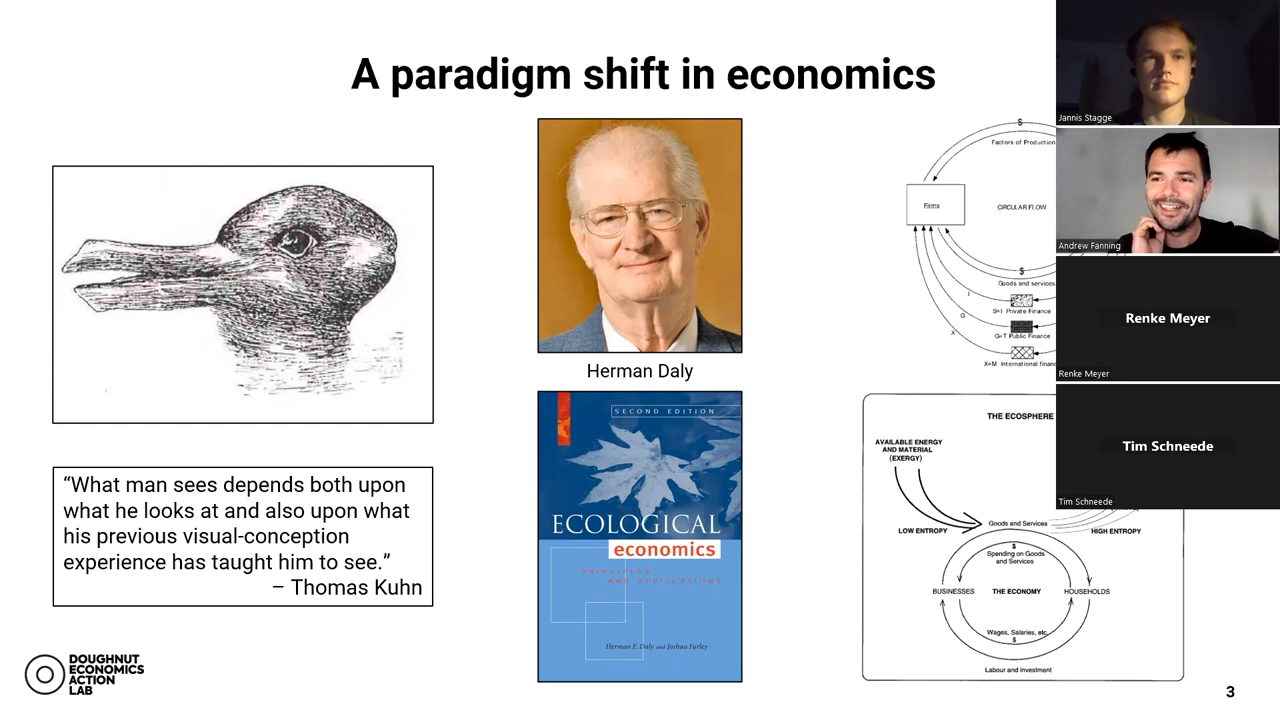 A paradigm shift in economics
“What man sees depends both upon
what he looks at and also upon what
his previous visual-conception
experience has taught him to see.”
– Thomas Kuhn
DOUGHNUT
ECONOMICS
ACTION
LAB
Herman Daly
SECOND EDITION
ECOLOGICAL
economics
PRINCIPLES
AND APPLICATIONS
Herman E. Daly and Joshua Farley
$
Factors of Production
Firms
CIRCULAR FLOW
$
Goods and services
I
S=I Private Finance
G
G=T Public Finance
X
X=M International finan
THE ECOSPHERE
AVAILABLE ENERGY
AND MATERIAL
(EXERGY)
LOW ENTROPY
Goods and Services
HIGH ENTROPY
$
Spending on Goods
and Services
BUSINESSES
THE ECONOMY
HOUSEHOLDS
Wages, Salaries, etc.
$
Labour and Investment
3
Jannis Stagge
Andrew Fanning
Renke Meyer
Renke Meyer
Tim Schneede
Tim Schneede